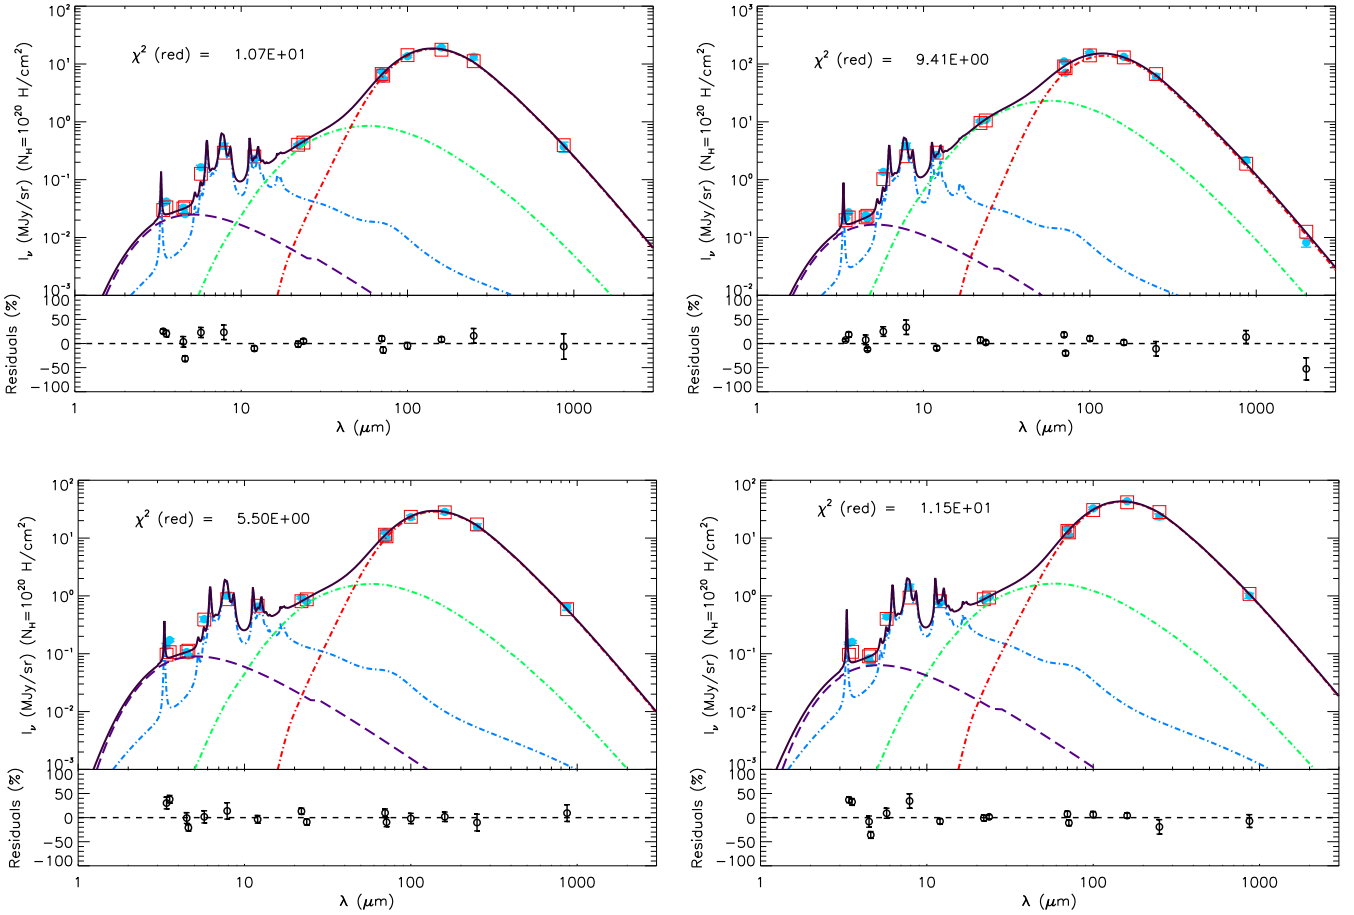 10²
10¹
10⁰
10⁻¹
10⁻²
10⁻³
I_ν (MJy/sr) (N_H=10²⁰ H/cm²)
χ² (red) = 1.07E+01
100
50
0
−50
−100
Residuals (%)
1 10 100 1000
λ (μm)
10³
10²
10¹
10⁰
10⁻¹
10⁻²
I_ν (MJy/sr) (N_H=10²⁰ H/cm²)
χ² (red) = 9.41E+00
100
50
0
−50
−100
Residuals (%)
1 10 100 1000
λ (μm)
10²
10¹
10⁰
10⁻¹
10⁻²
10⁻³
I_ν (MJy/sr) (N_H=10²⁰ H/cm²)
χ² (red) = 5.50E+00
100
50
0
−50
−100
Residuals (%)
1 10 100 1000
λ (μm)
10²
10¹
10⁰
10⁻¹
10⁻²
10⁻³
I_ν (MJy/sr) (N_H=10²⁰ H/cm²)
χ² (red) = 1.15E+01
100
50
0
−50
−100
Residuals (%)
1 10 100 1000
λ (μm)